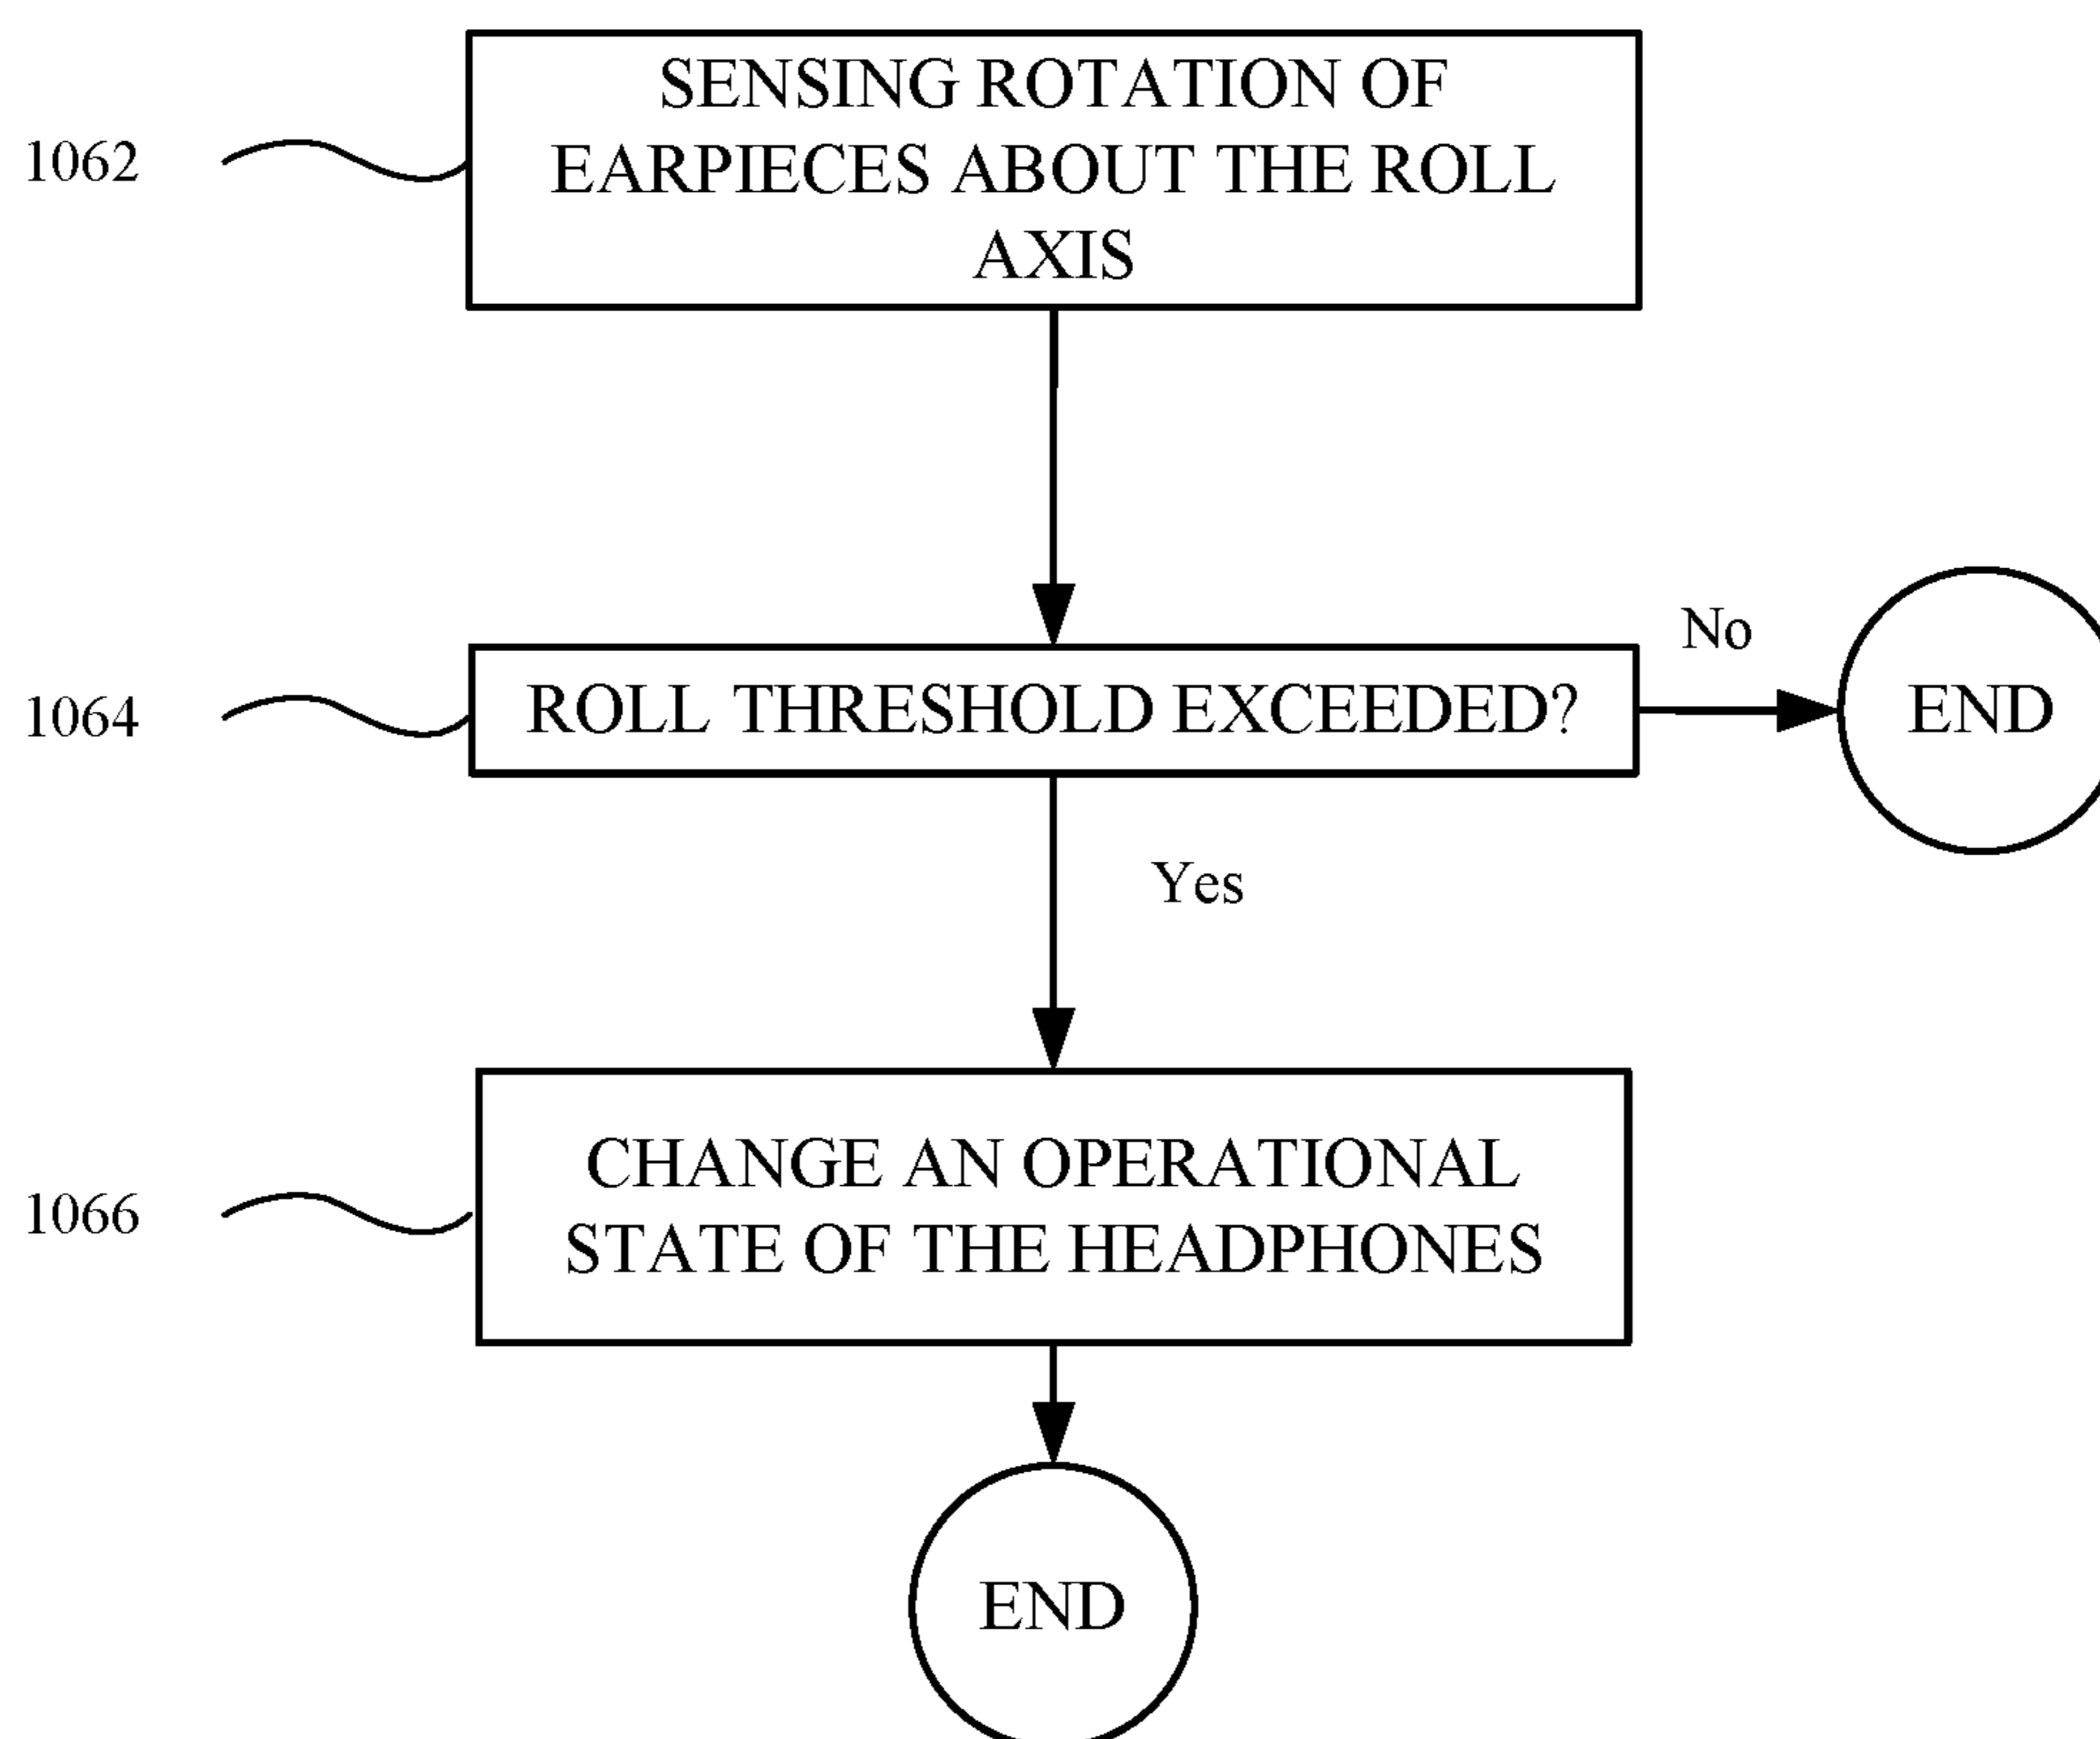 SENSING ROTATION OF
EARPIECES ABOUT THE ROLL
AXIS
1062
No
1064
ROLL THRESHOLD EXCEEDED?
END
Yes
CHANGE AN OPERATIONAL
STATE OF THE HEADPHONES
1066
END